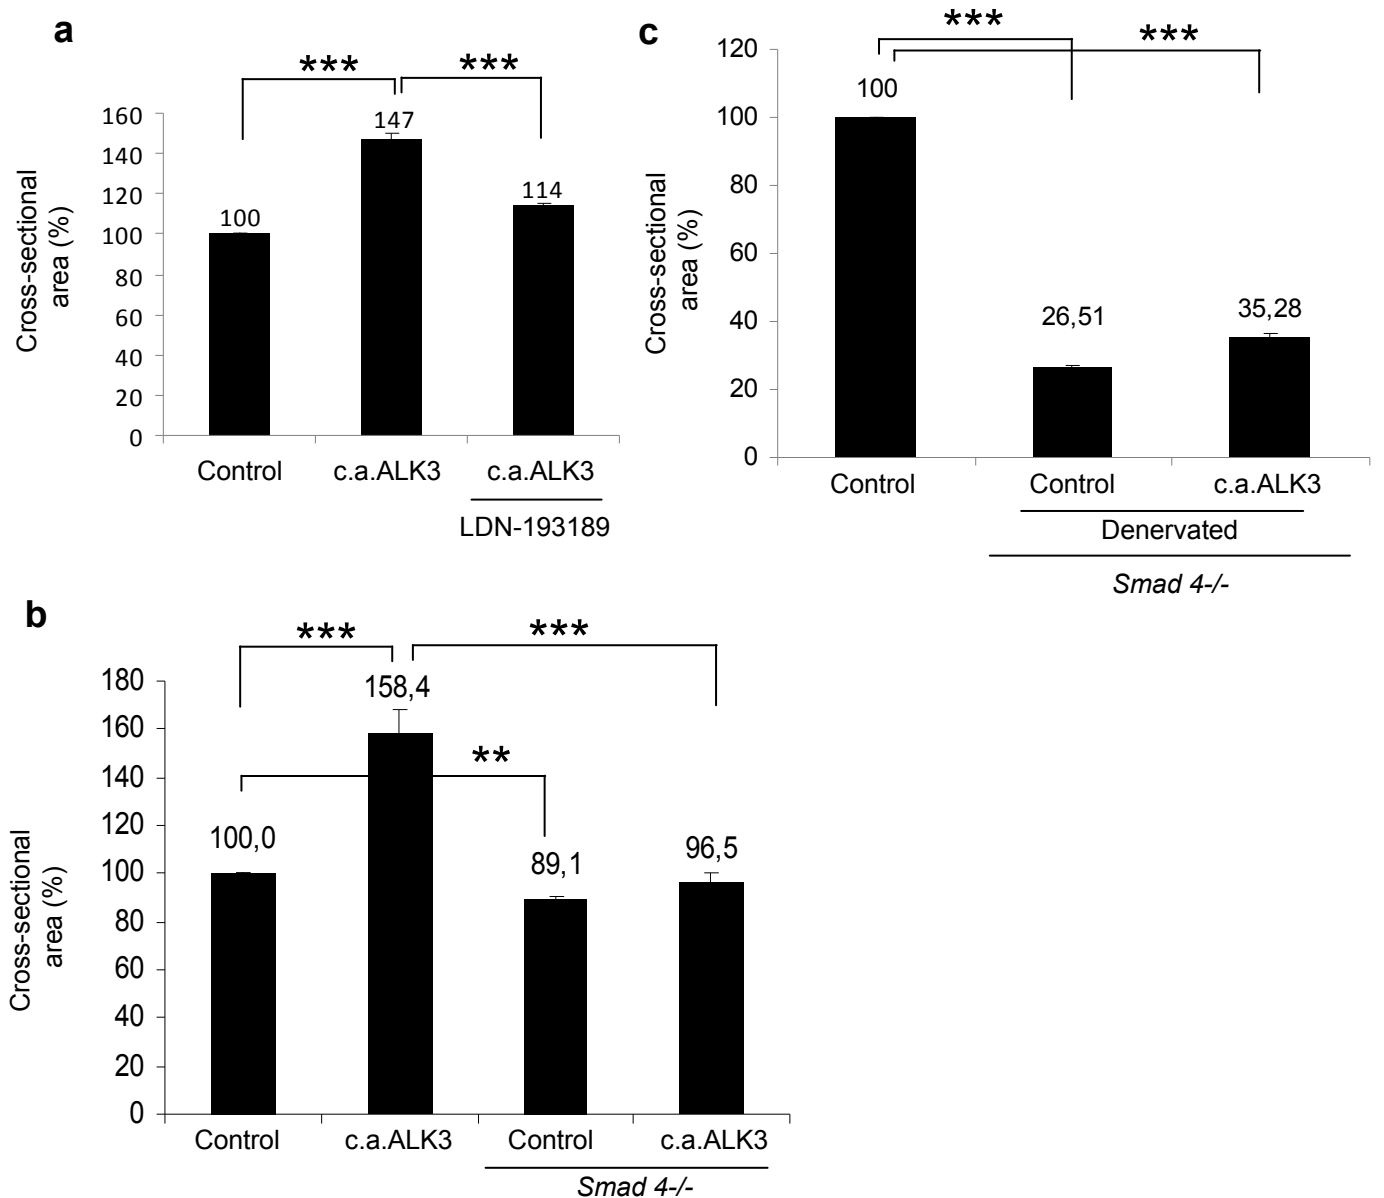 a
***
***
160
140
120
100
80
60
40
20
0
Cross-sectional
area (%)
100
147
114
Control
c.a.ALK3
c.a.ALK3
LDN-193189
c
***
***
120
100
80
60
40
20
0
Cross-sectional
area (%)
100
26,51
35,28
Control
Control
c.a.ALK3
Denervated
Smad 4-/-
b
***
***
**
180
160
140
120
100
80
60
40
20
0
Cross-sectional
area (%)
100,0
158,4
89,1
96,5
Control
c.a.ALK3
Control
c.a.ALK3
Smad 4-/-